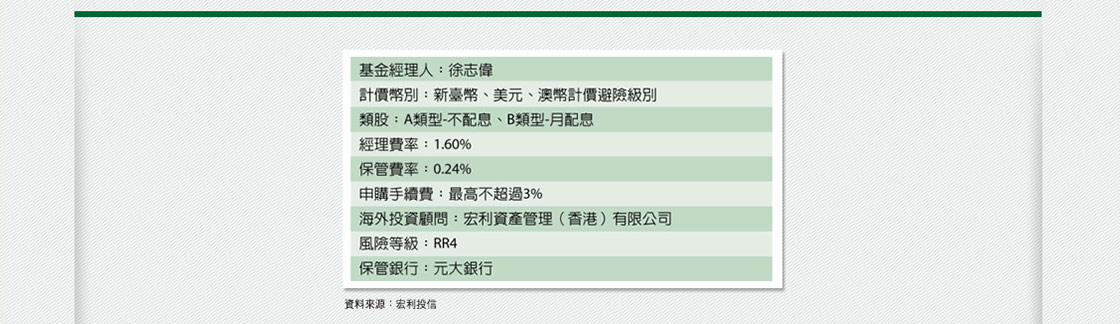 基金經理人：徐志偉
計價幣別：新臺幣、美元、澳幣計價避險級別
類股：A類型-不配息、B類型-月配息
經理費率：1.60%
保管費率：0.24%
申購手續費：最高不超過3%
海外投資顧問：宏利資產管理（香港）有限公司
風險等級：RR4
保管銀行：元大銀行
資料來源：宏利投信